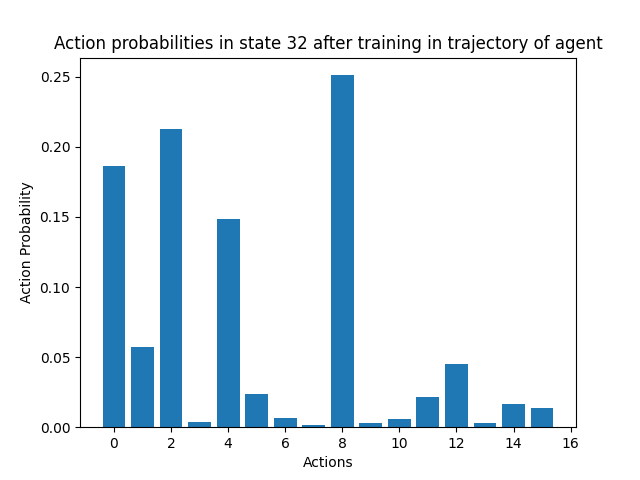 Action probabilities in state 32 after training in trajectory of agent
0.25
0.20
0.15
0.10
0.05
0.00
Action Probability
0 2 4 6 8 10 12 14 16
Actions